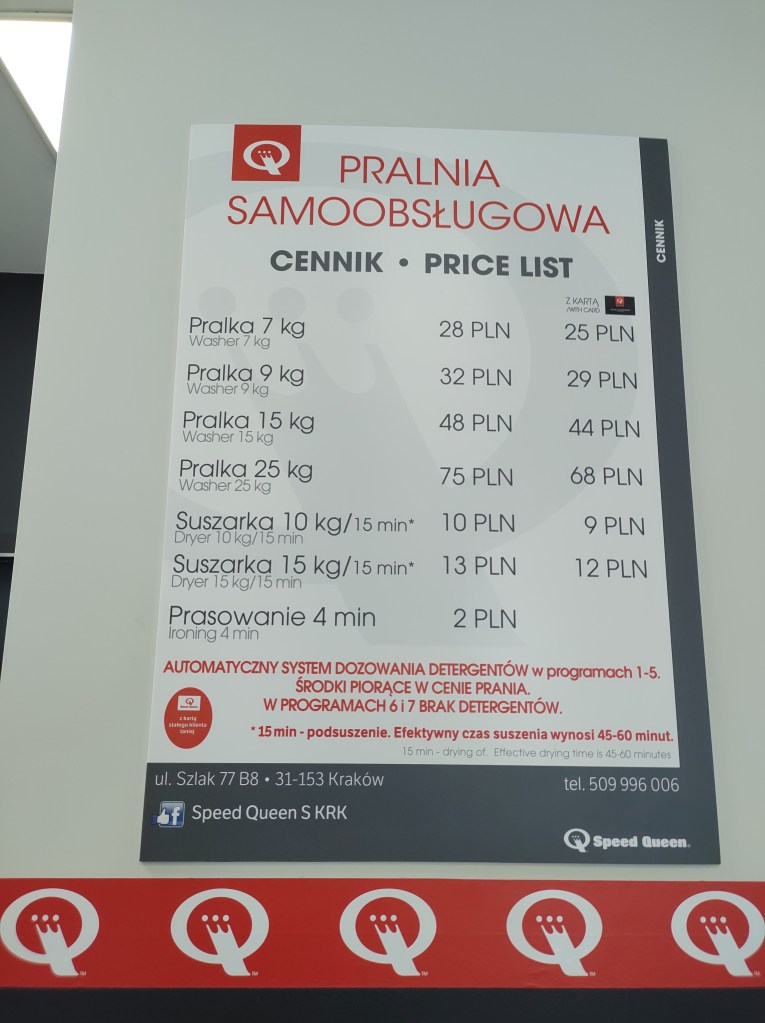 PRALNIA
SAMOOBSŁUGOWA
CENNIK • PRICE LIST
CENNIK
Z KARTĄ
/WITH CARD
Pralka 7 kg 28 PLN 25 PLN
Washer 7 kg
Pralka 9 kg 32 PLN 29 PLN
Washer 9 kg
Pralka 15 kg 48 PLN 44 PLN
Washer 15 kg
Pralka 25 kg 75 PLN 68 PLN
Washer 25 kg
Suszarka 10 kg/15 min* 10 PLN 9 PLN
Dryer 10 kg/15 min
Suszarka 15 kg/15 min* 13 PLN 12 PLN
Dryer 15 kg/15 min
Prasowanie 4 min 2 PLN
Ironing 4 min
AUTOMATYCZNY SYSTEM DOZOWANIA DETERGENTÓW w programach 1-5.
ŚRODKI PIORĄCE W CENIE PRANIA.
W PROGRAMACH 6 i 7 BRAK DETERGENTÓW.
z kartą
stałego klienta
taniej
* 15 min - podsuszenie. Efektywny czas suszenia wynosi 45-60 minut.
15 min - drying of. Effective drying time is 45-60 minutes
ul. Szlak 77 B8 • 31-153 Kraków tel. 509 996 006
f Speed Queen S KRK
Speed Queen®